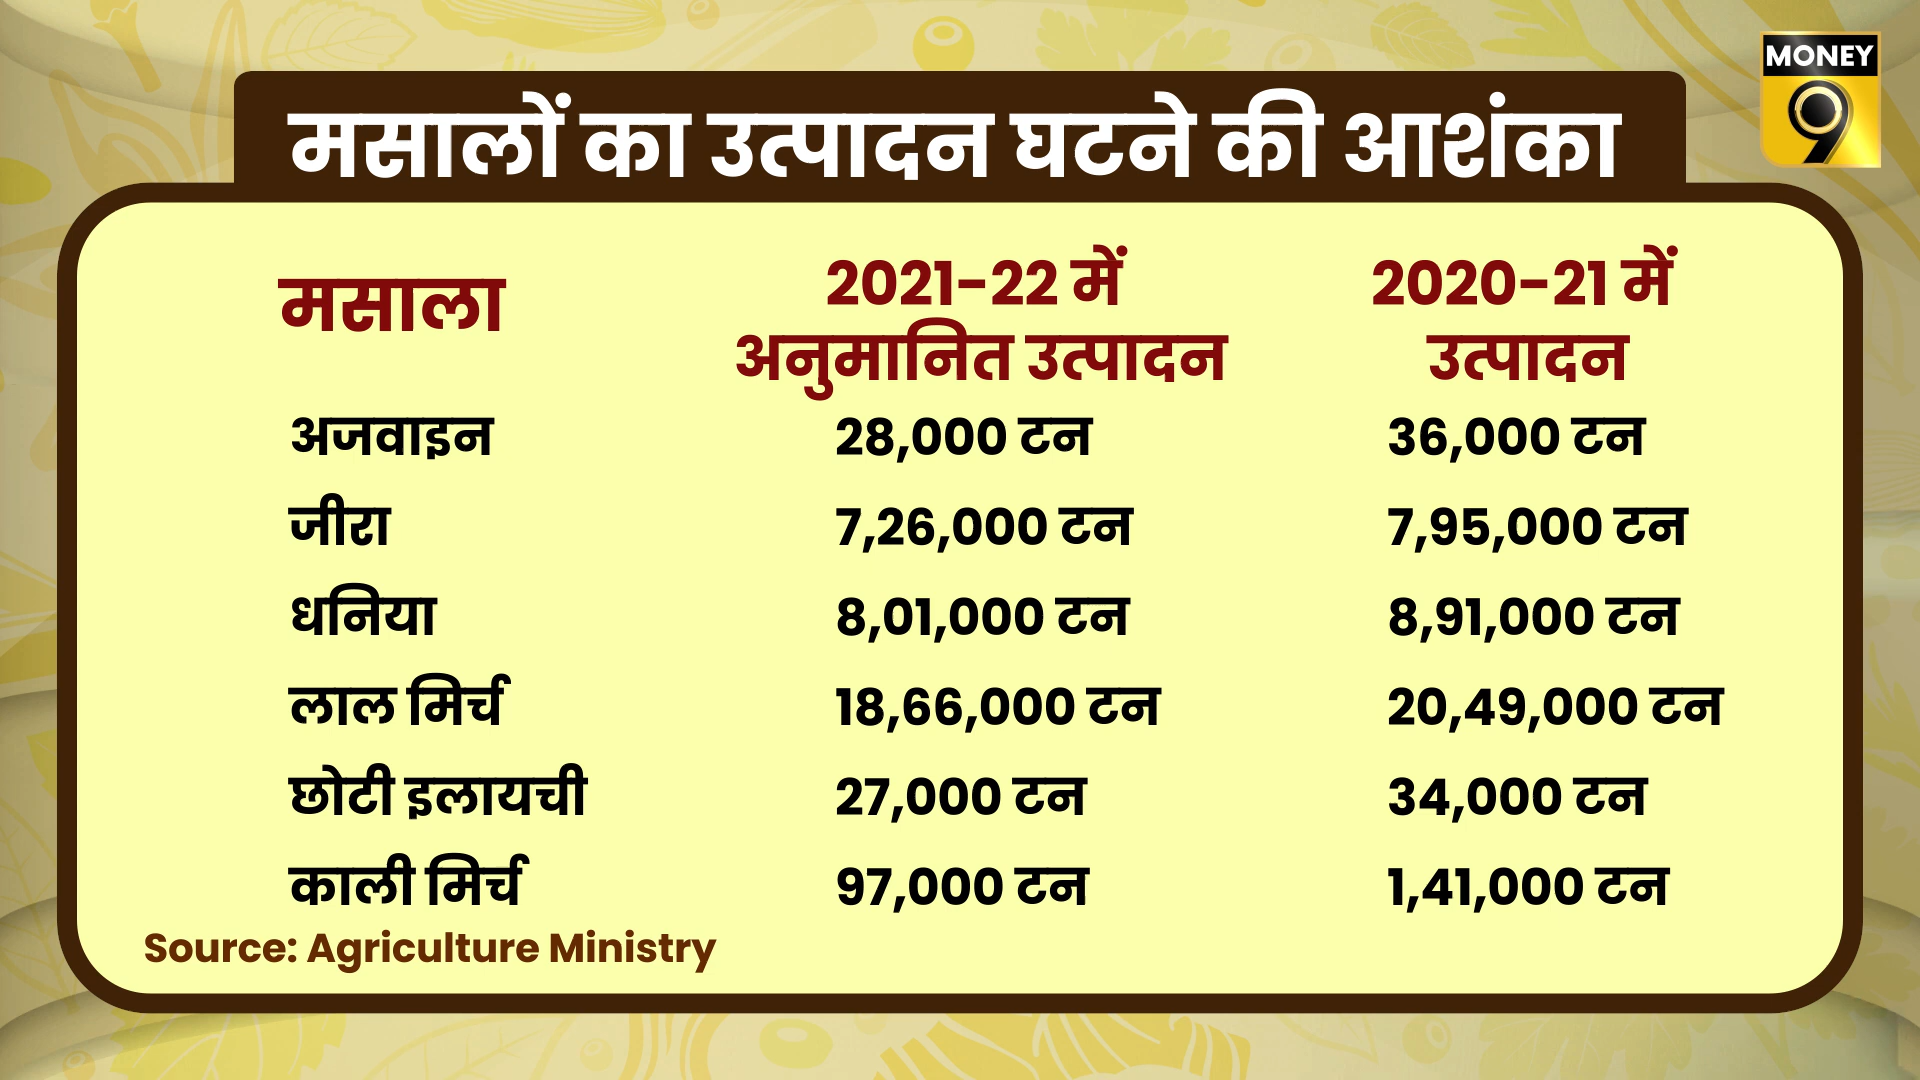 MONEY
9
मसालों का उत्पादन घटने की आशंका
मसाला
2021-22 में
अनुमानित उत्पादन
2020-21 में
उत्पादन
अजवाइन 28,000 टन 36,000 टन
जीरा 7,26,000 टन 7,95,000 टन
धनिया 8,01,000 टन 8,91,000 टन
लाल मिर्च 18,66,000 टन 20,49,000 टन
छोटी इलायची 27,000 टन 34,000 टन
काली मिर्च 97,000 टन 1,41,000 टन
Source: Agriculture Ministry